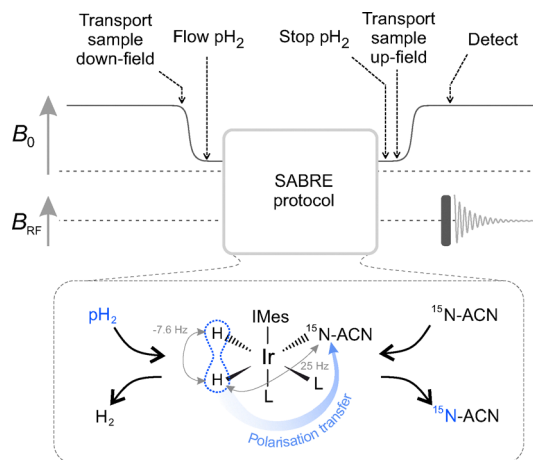 Transport
sample
down-field
Flow pH₂
Stop pH₂
Transport
sample
up-field
Detect
B₀
SABRE
protocol
B_RF
pH₂
H₂
-7.6 Hz
H
H
IMes
Ir
L
L
¹⁵N-ACN
25 Hz
Polarisation transfer
¹⁵N-ACN
¹⁵N-ACN